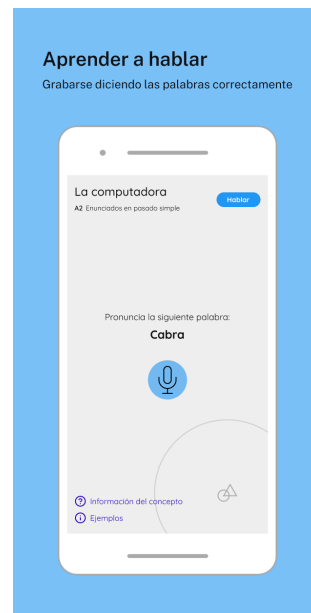 Aprender a hablar
Grabarse diciendo las palabras correctamente
La computadora
Hablar
A2 Enunciados en pasado simple
Pronuncia la siguiente palabra:
Cabra
Información del concepto
Ejemplos